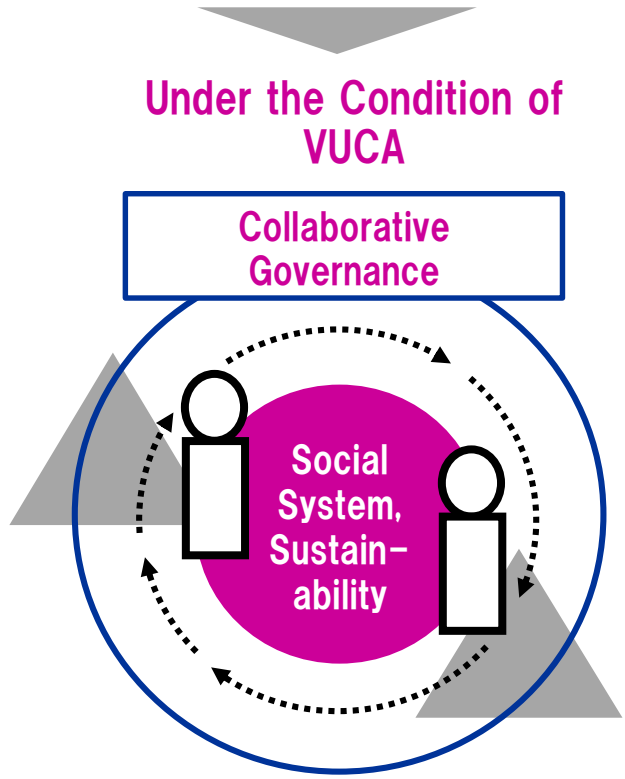 Under the Condition of
VUCA
Collaborative
Governance
Social
System,
Sustain-
ability